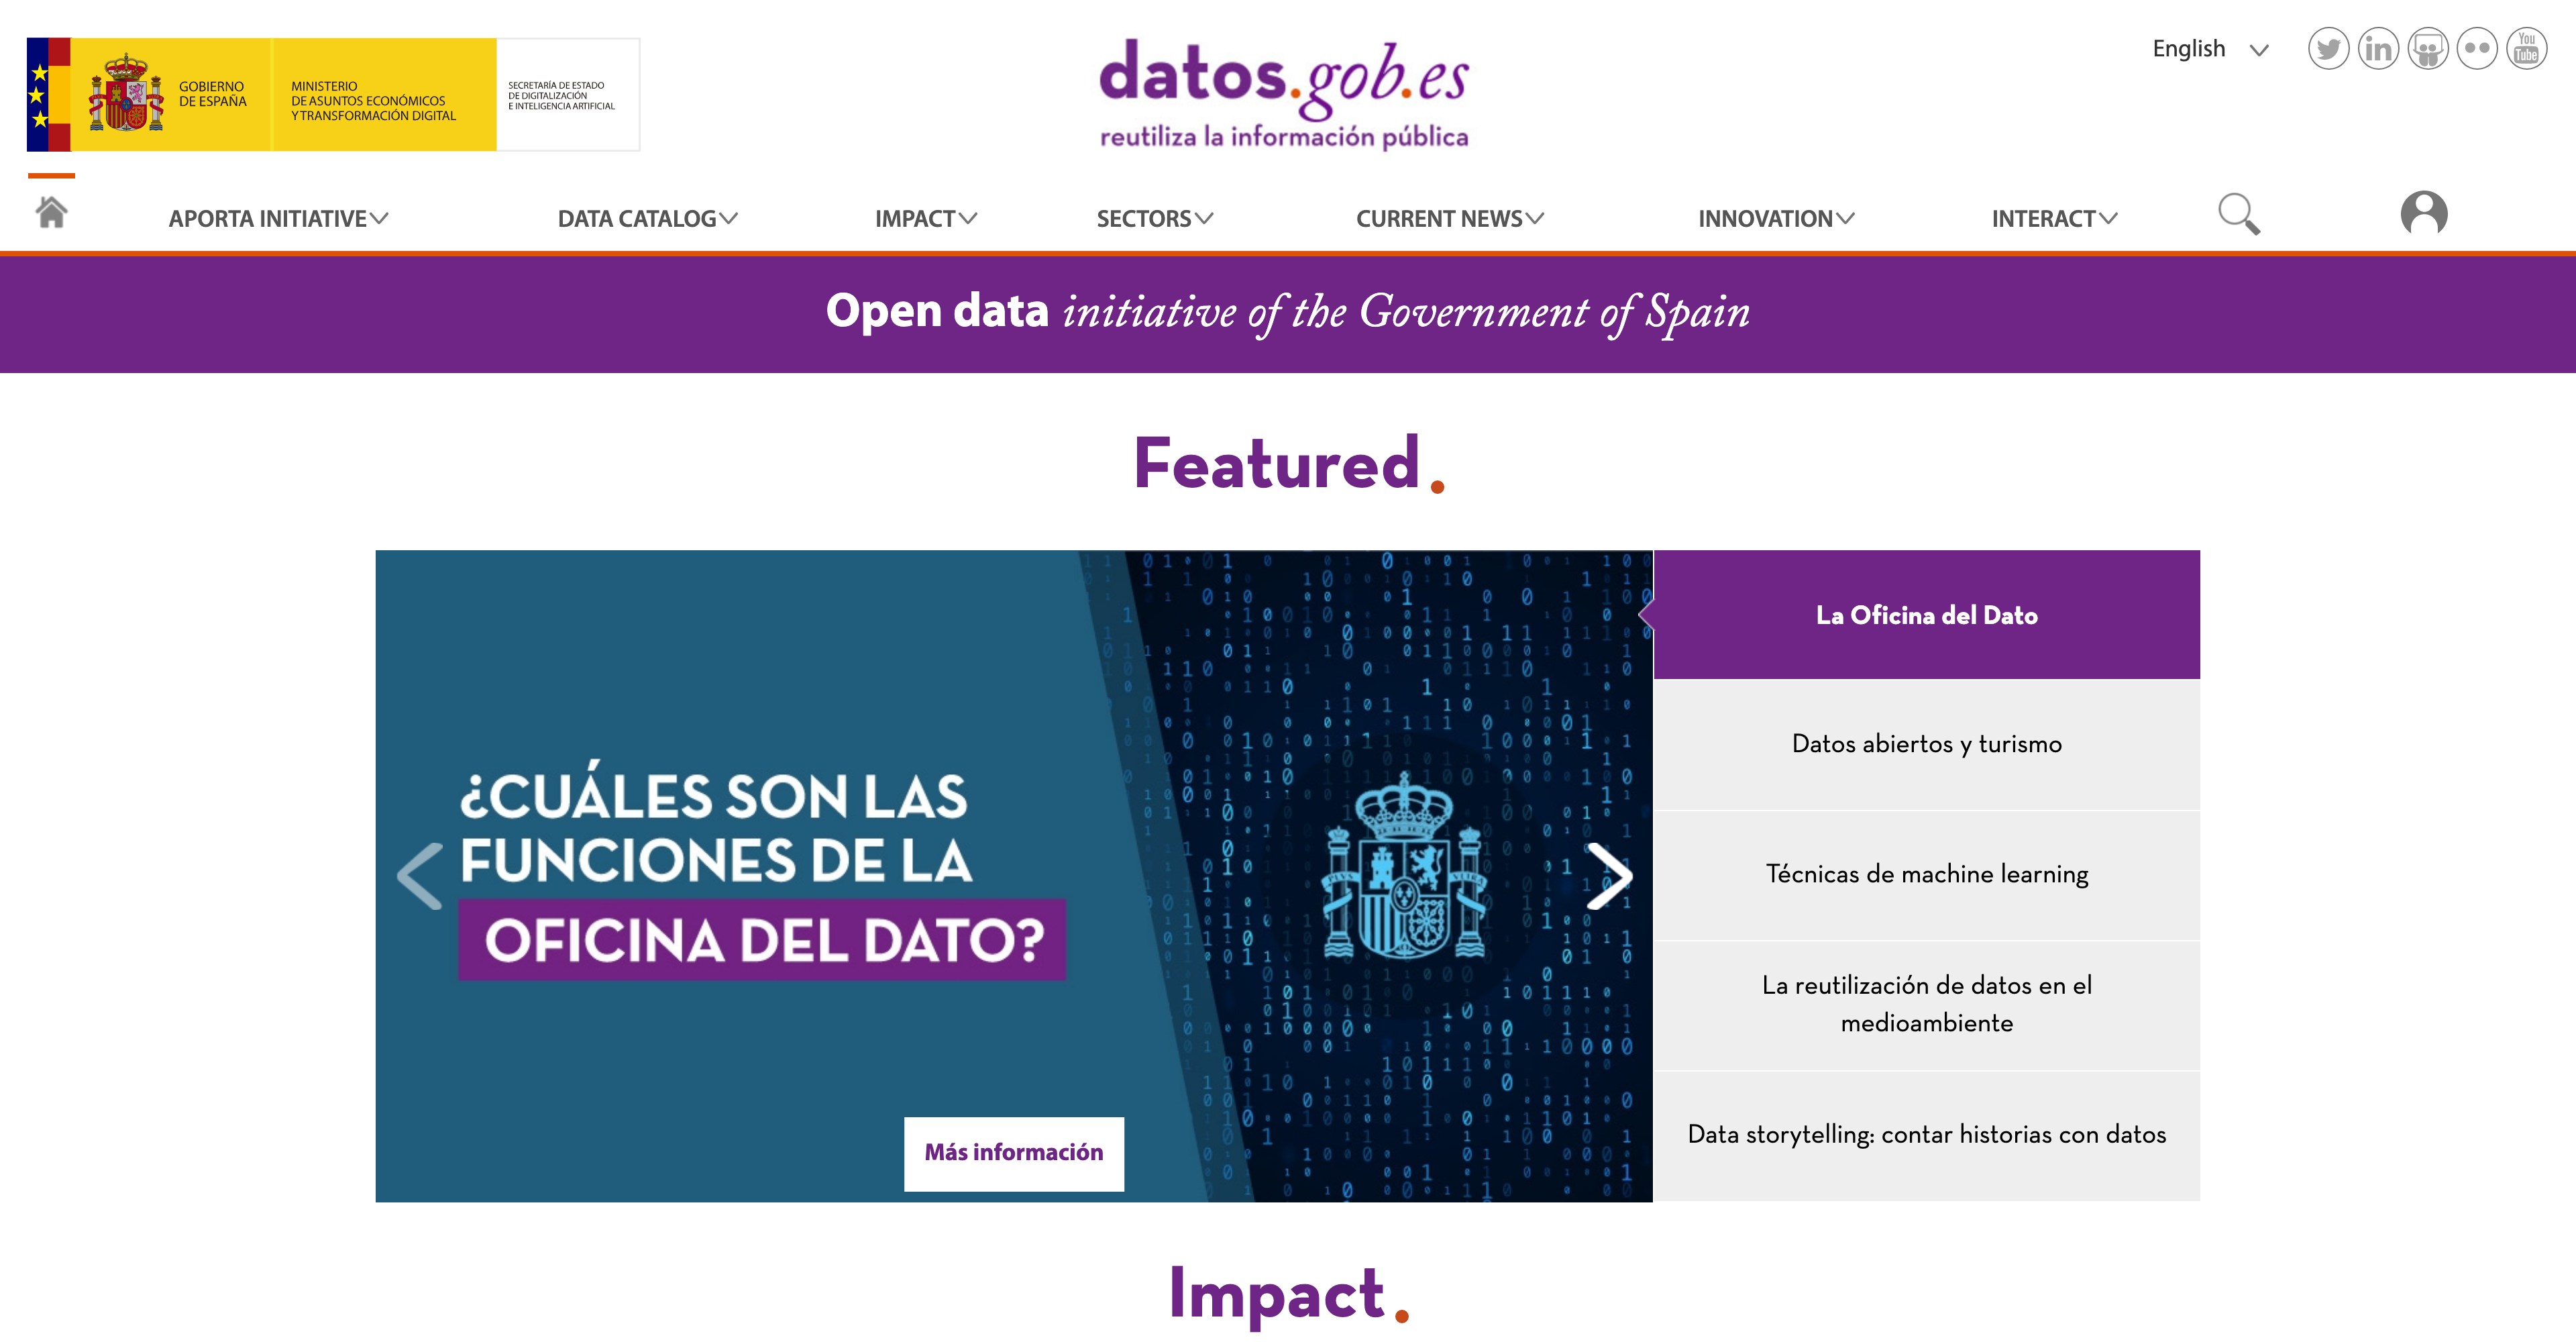 GOBIERNO
DE ESPAÑA
MINISTERIO
DE ASUNTOS ECONÓMICOS
Y TRANSFORMACIÓN DIGITAL
SECRETARÍA DE ESTADO
DE DIGITALIZACIÓN
E INTELIGENCIA ARTIFICIAL
datos.gob.es
reutiliza la información pública
English
in
You
Tube
APORTA INITIATIVE
DATA CATALOG
IMPACT
SECTORS
CURRENT NEWS
INNOVATION
INTERACT
Open data initiative of the Government of Spain
Featured.
¿CUÁLES SON LAS
FUNCIONES DE LA
OFICINA DEL DATO?
Más información
La Oficina del Dato
Datos abiertos y turismo
Técnicas de machine learning
La reutilización de datos en el
medioambiente
Data storytelling: contar historias con datos
Impact.